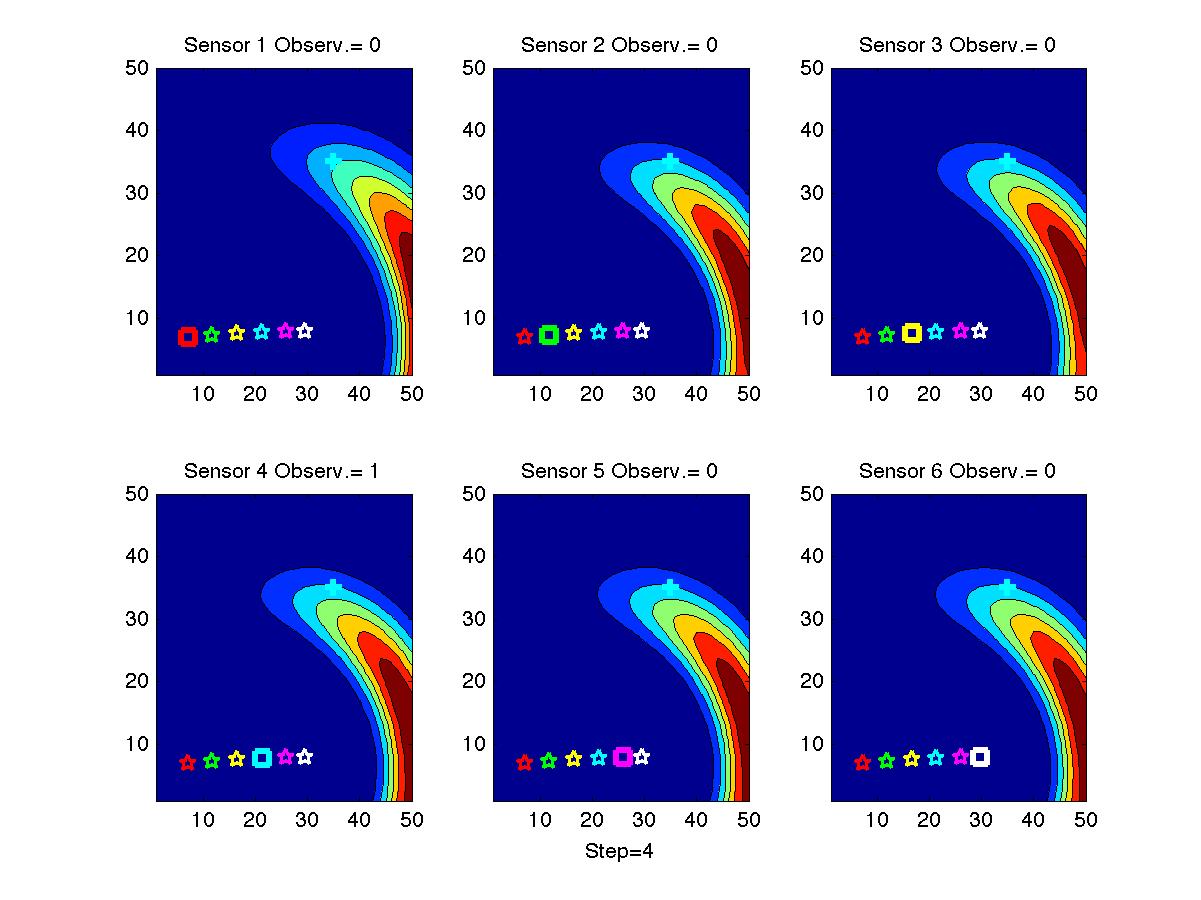 Sensor 1 Observ.= 0
Sensor 2 Observ.= 0
Sensor 3 Observ.= 0
50 50 50
40 40 40
30 30 30
20 20 20
10 10 10
10 20 30 40 50 10 20 30 40 50 10 20 30 40 50
Sensor 4 Observ.= 1
Sensor 5 Observ.= 0
Sensor 6 Observ.= 0
50 50 50
40 40 40
30 30 30
20 20 20
10 10 10
10 20 30 40 50 10 20 30 40 50 10 20 30 40 50
Step=4